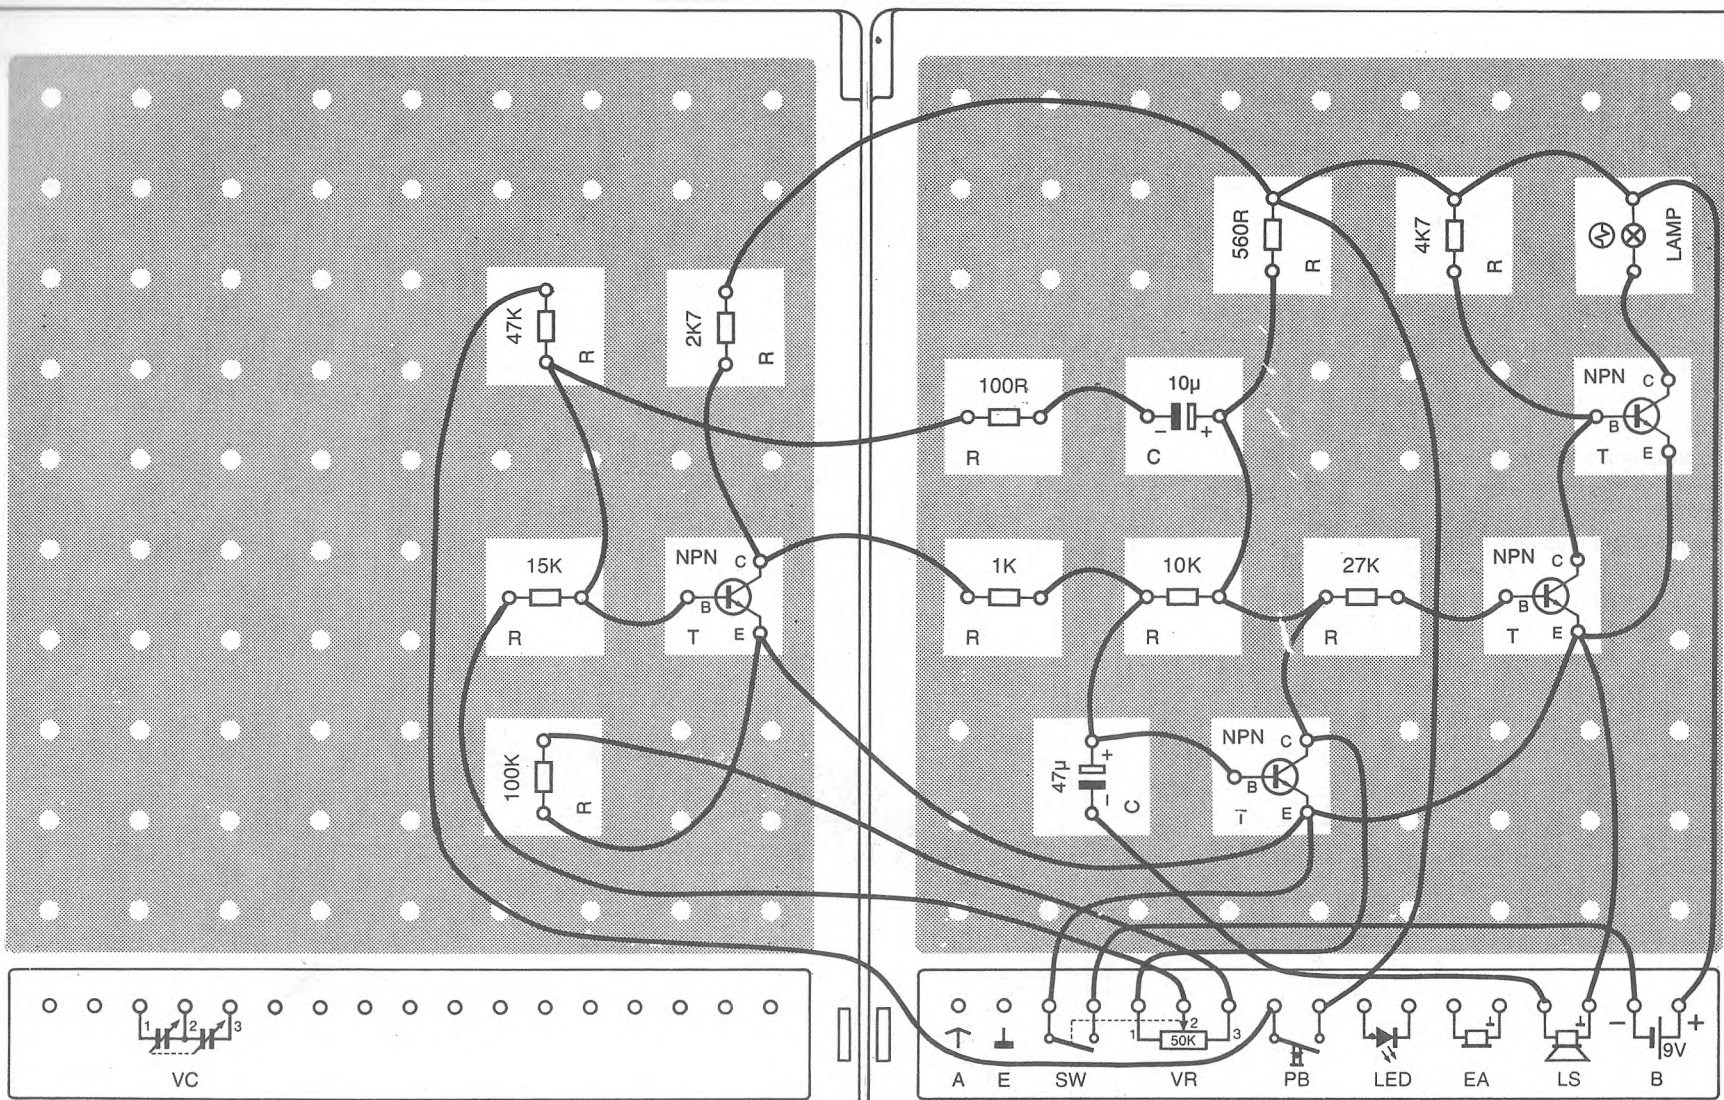 560R
R
4K7
R
LAMP
47K
R
2K7
R
100R
R
10µ
− +
C
NPN
C
B
E
T
15K
R
NPN
C
B
E
T
1K
R
10K
R
27K
R
NPN
C
B
E
T
100K
R
47µ
+
−
C
NPN
C
B
E
T
1 2 3
VC
1 2 3
50K
− +
9V
A E SW VR PB LED EA LS B